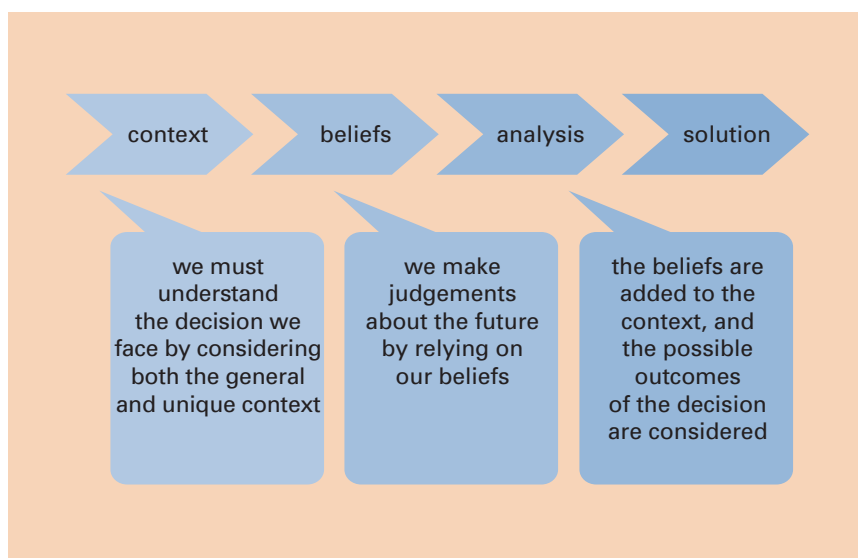 context
beliefs
analysis
solution
we must
understand
the decision we
face by considering
both the general
and unique context
we make
judgements
about the future
by relying on
our beliefs
the beliefs are
added to the
context, and
the possible
outcomes
of the decision
are considered